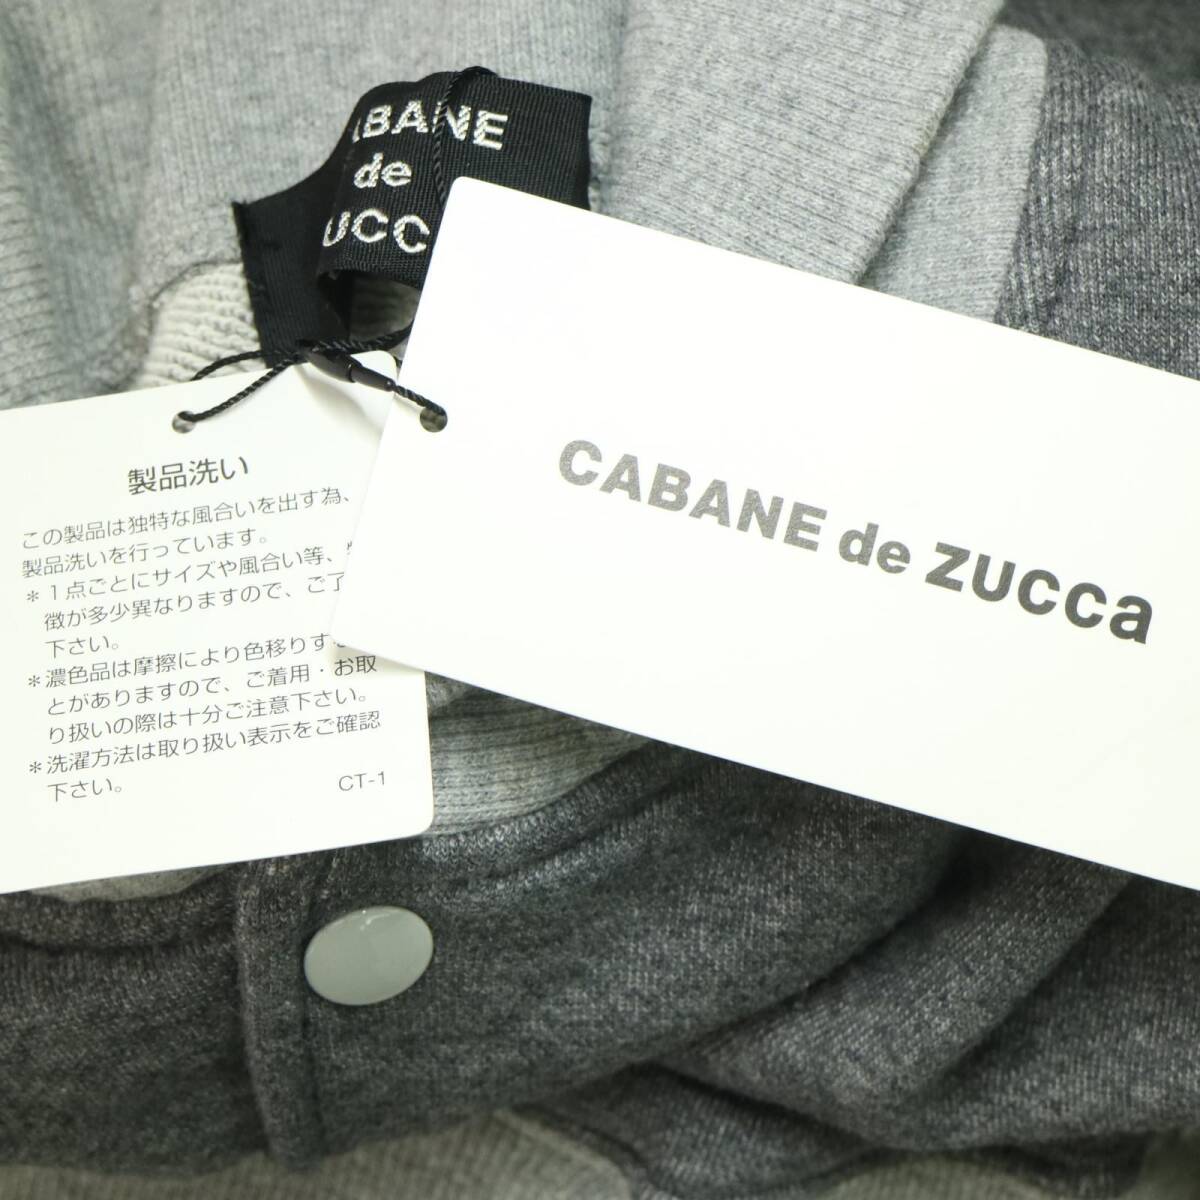 ABANE
de
UCC
製品洗い
この製品は独特な風合いを出す為、
製品洗いを行っています。
＊1点ごとにサイズや風合い等、
徴が多少異なりますので、ご了
下さい。
＊濃色品は摩擦により色移りす
とがありますので、ご着用・お取
り扱いの際は十分ご注意下さい。
＊洗濯方法は取り扱い表示をご確認
下さい。
CT-1
CABANE de ZUCCa